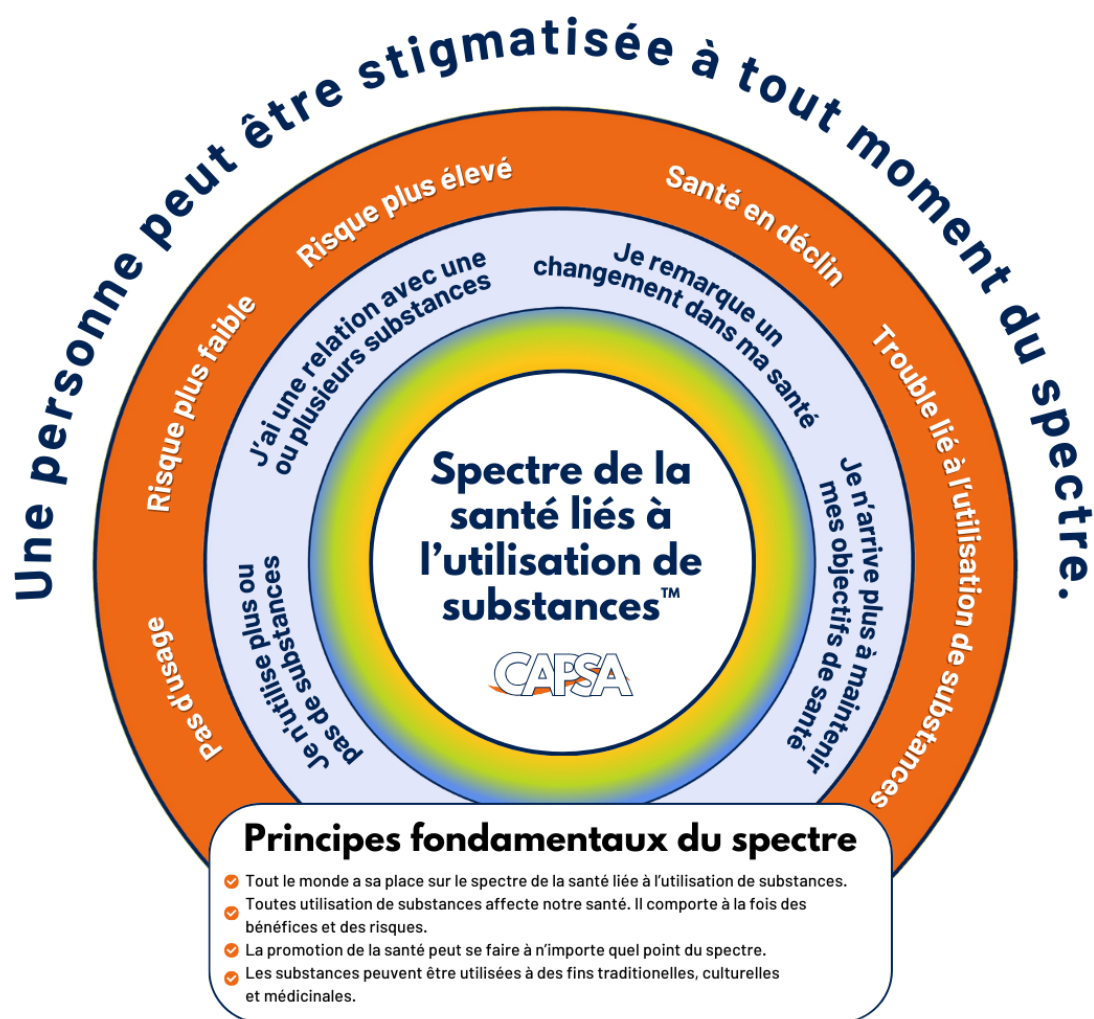 Une personne peut être stigmatisée à tout moment du spectre.
Pas d'usage
Risque plus faible
Risque plus élevé
Santé en déclin
Trouble lié à l'utilisation de substances
Je n'utilise plus ou
pas de substances
J'ai une relation avec une
ou plusieurs substances
Je remarque un
changement dans ma santé
Je n'arrive plus à maintenir
mes objectifs de santé
Spectre de la
santé liés à
l'utilisation de
substances™
CAPSA
Principes fondamentaux du spectre
Tout le monde a sa place sur le spectre de la santé liée à l'utilisation de substances.
Toutes utilisation de substances affecte notre santé. Il comporte à la fois des
bénéfices et des risques.
La promotion de la santé peut se faire à n'importe quel point du spectre.
Les substances peuvent être utilisées à des fins traditionelles, culturelles
et médicinales.